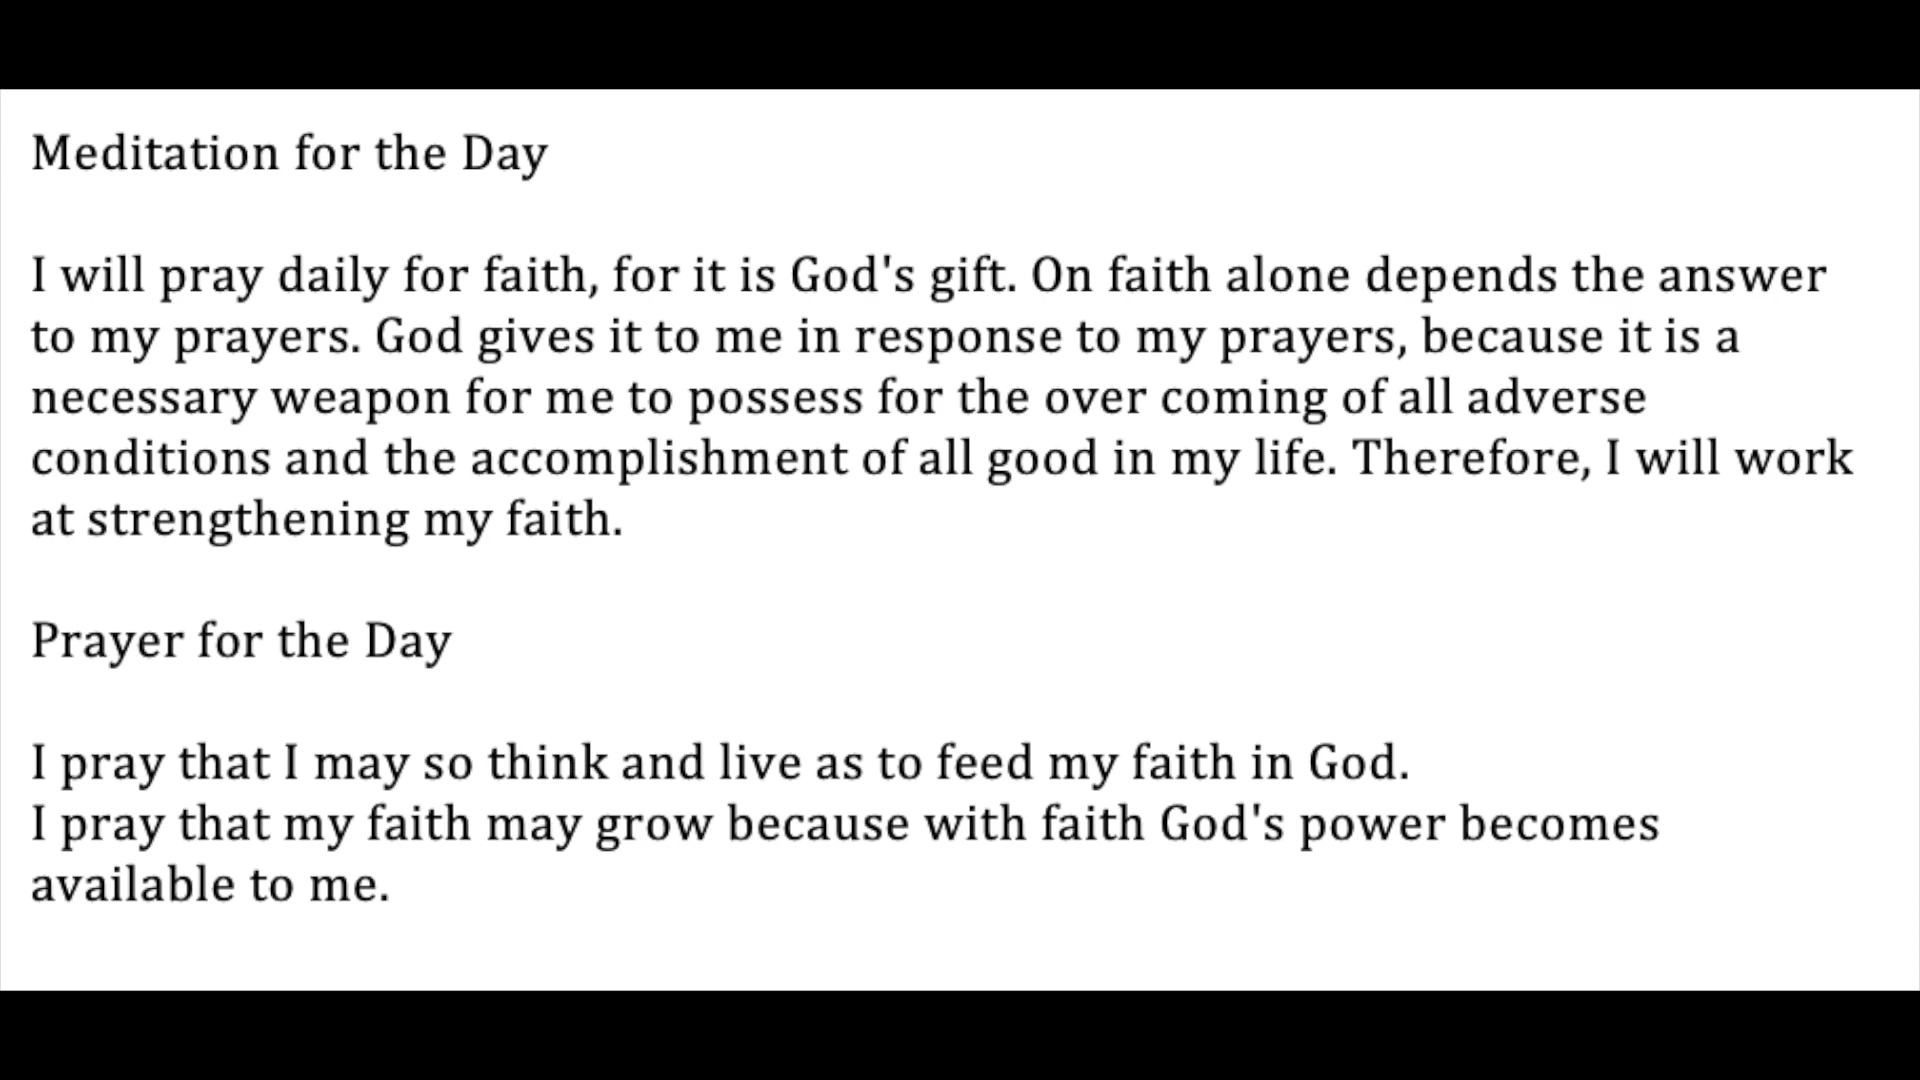 Meditation for the Day
I will pray daily for faith, for it is God's gift. On faith alone depends the answer
to my prayers. God gives it to me in response to my prayers, because it is a
necessary weapon for me to possess for the over coming of all adverse
conditions and the accomplishment of all good in my life. Therefore, I will work
at strengthening my faith.
Prayer for the Day
I pray that I may so think and live as to feed my faith in God.
I pray that my faith may grow because with faith God's power becomes
available to me.